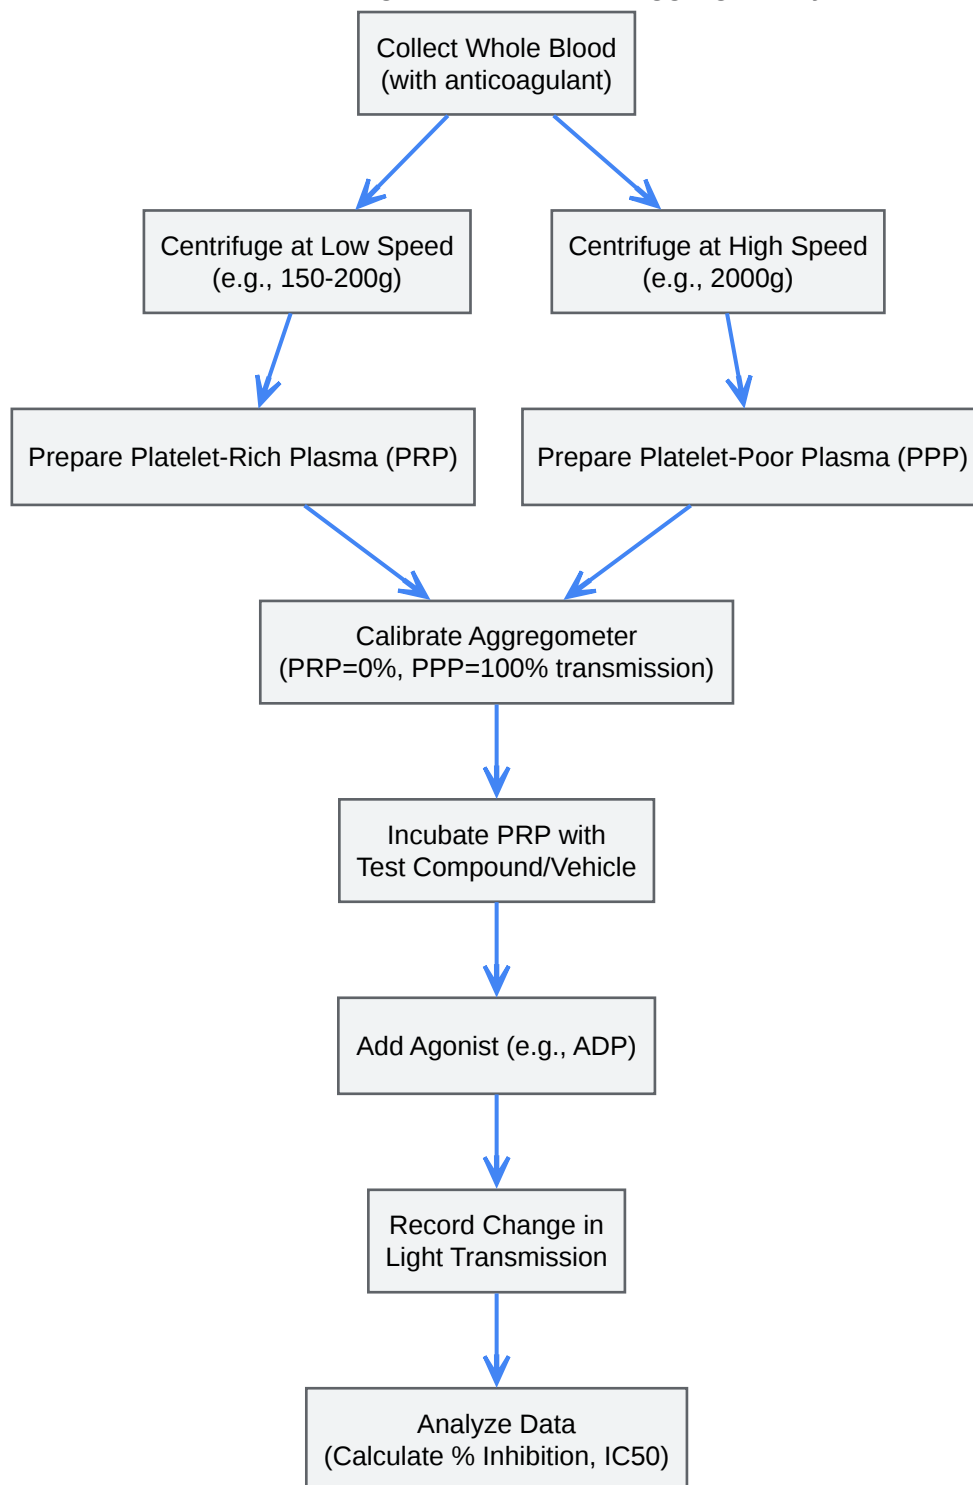 Collect Whole Blood
(with anticoagulant)
Centrifuge at Low Speed
(e.g., 150-200g)
Centrifuge at High Speed
(e.g., 2000g)
Prepare Platelet-Rich Plasma (PRP)
Prepare Platelet-Poor Plasma (PPP)
Calibrate Aggregometer
(PRP=0%, PPP=100% transmission)
Incubate PRP with
Test Compound/Vehicle
Add Agonist (e.g., ADP)
Record Change in
Light Transmission
Analyze Data
(Calculate % Inhibition, IC50)